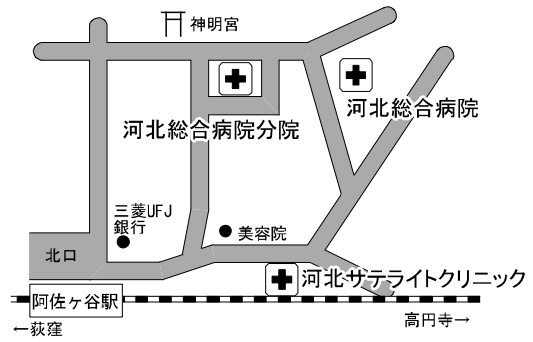 神明宮
河北総合病院
河北総合病院分院
三菱UFJ
銀行
美容院
北口
河北サテライトクリニック
阿佐ヶ谷駅
←荻窪
高円寺→